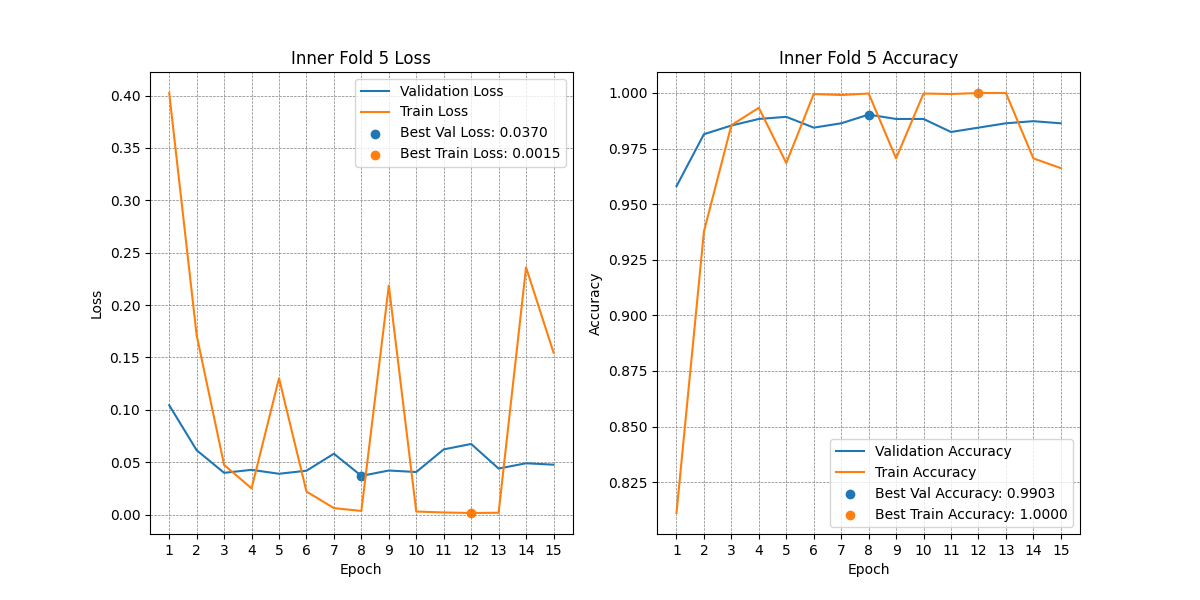 Inner Fold 5 Loss
Validation Loss
Train Loss
Best Val Loss: 0.0370
Best Train Loss: 0.0015
0.40
0.35
0.30
0.25
0.20
0.15
0.10
0.05
0.00
Loss
1 2 3 4 5 6 7 8 9 10 11 12 13 14 15
Epoch
Inner Fold 5 Accuracy
1.000
0.975
0.950
0.925
0.900
0.875
0.850
0.825
Accuracy
Validation Accuracy
Train Accuracy
Best Val Accuracy: 0.9903
Best Train Accuracy: 1.0000
1 2 3 4 5 6 7 8 9 10 11 12 13 14 15
Epoch